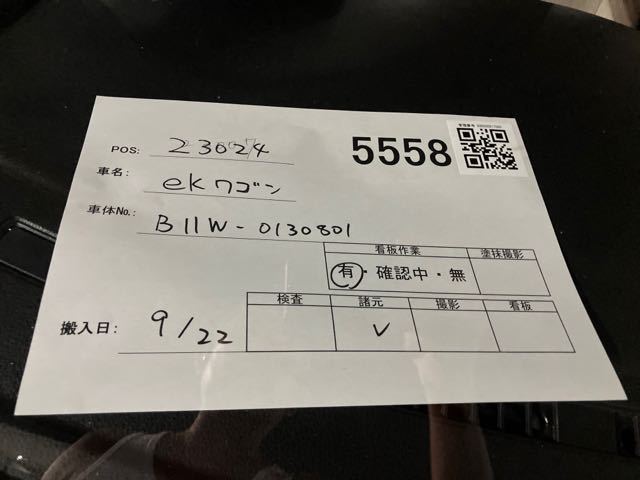 5558
POS: 23024
車名: ekワゴン
車体No.: B11W-0130801
看板作業 塗抹撮影
有・確認中・無
検査 諸元 撮影 看板
搬入日: 9/22 ✓